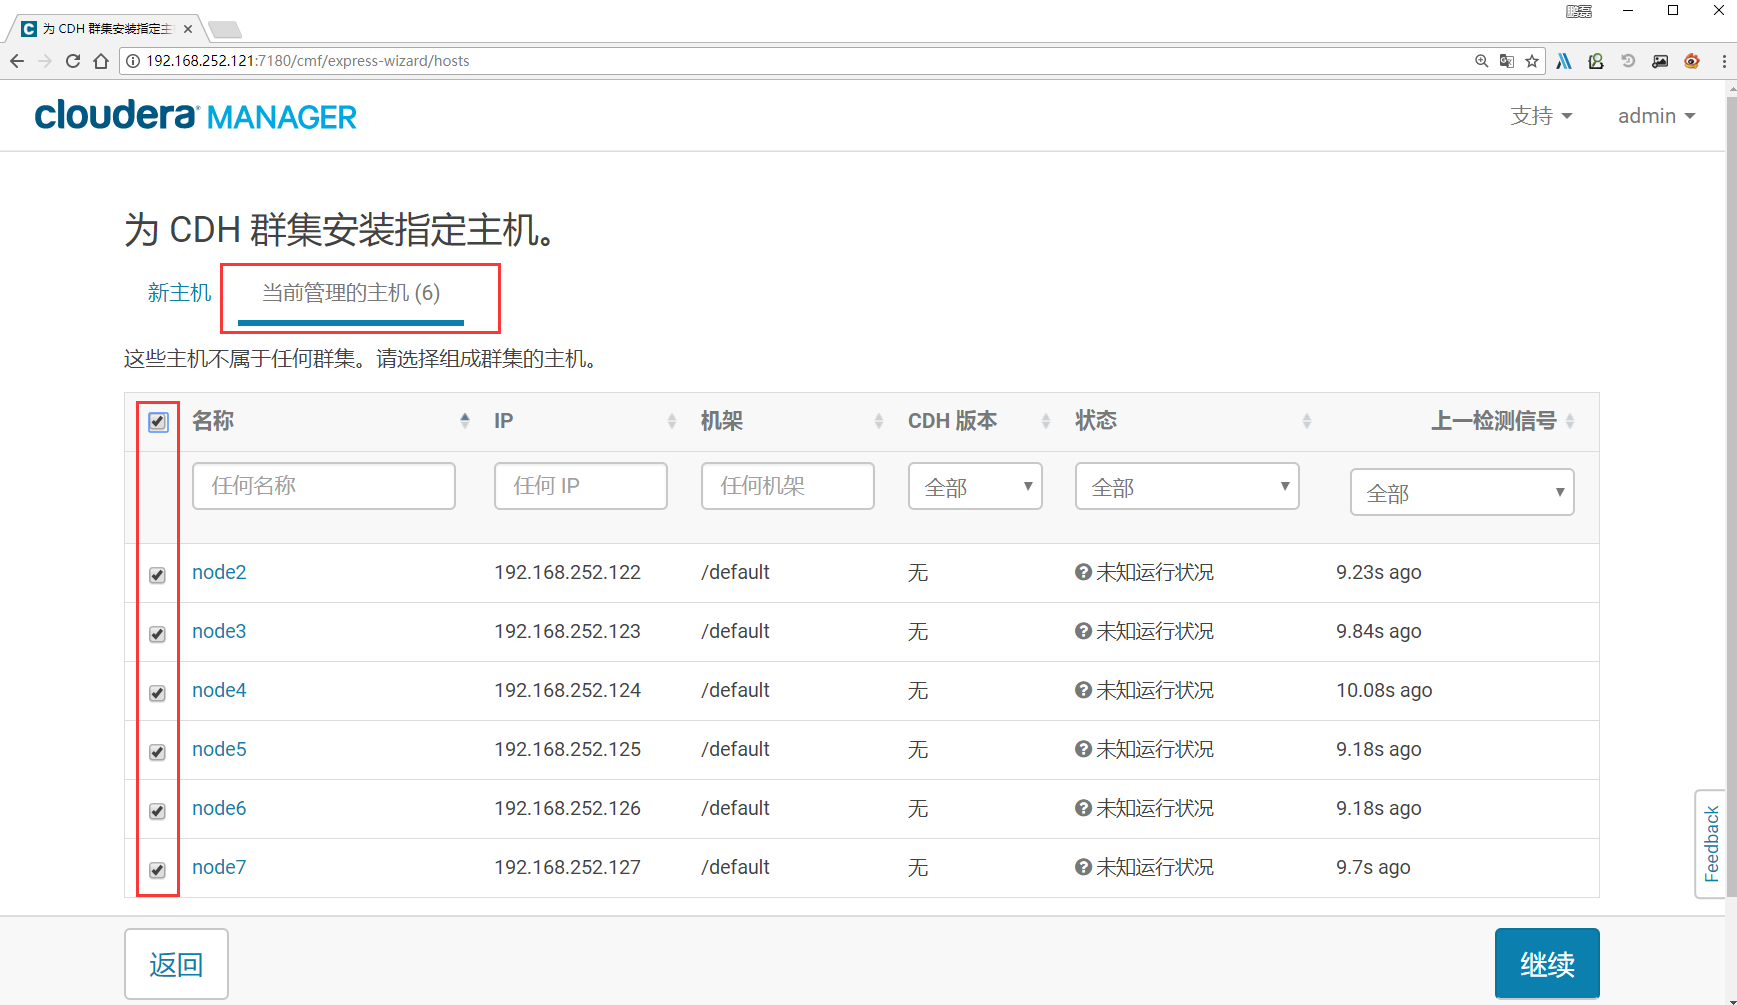 鹏磊
为 CDH 群集安装指定主
192.168.252.121:7180/cmf/express-wizard/hosts
cloudera MANAGER
支持
admin
为 CDH 群集安装指定主机。
新主机
当前管理的主机 (6)
这些主机不属于任何群集。请选择组成群集的主机。
名称 IP 机架 CDH 版本 状态 上一检测信号
任何名称 任何 IP 任何机架 全部 全部 全部
node2 192.168.252.122 /default 无 未知运行状况 9.23s ago
node3 192.168.252.123 /default 无 未知运行状况 9.84s ago
node4 192.168.252.124 /default 无 未知运行状况 10.08s ago
node5 192.168.252.125 /default 无 未知运行状况 9.18s ago
node6 192.168.252.126 /default 无 未知运行状况 9.18s ago
node7 192.168.252.127 /default 无 未知运行状况 9.7s ago
Feedback
返回
继续